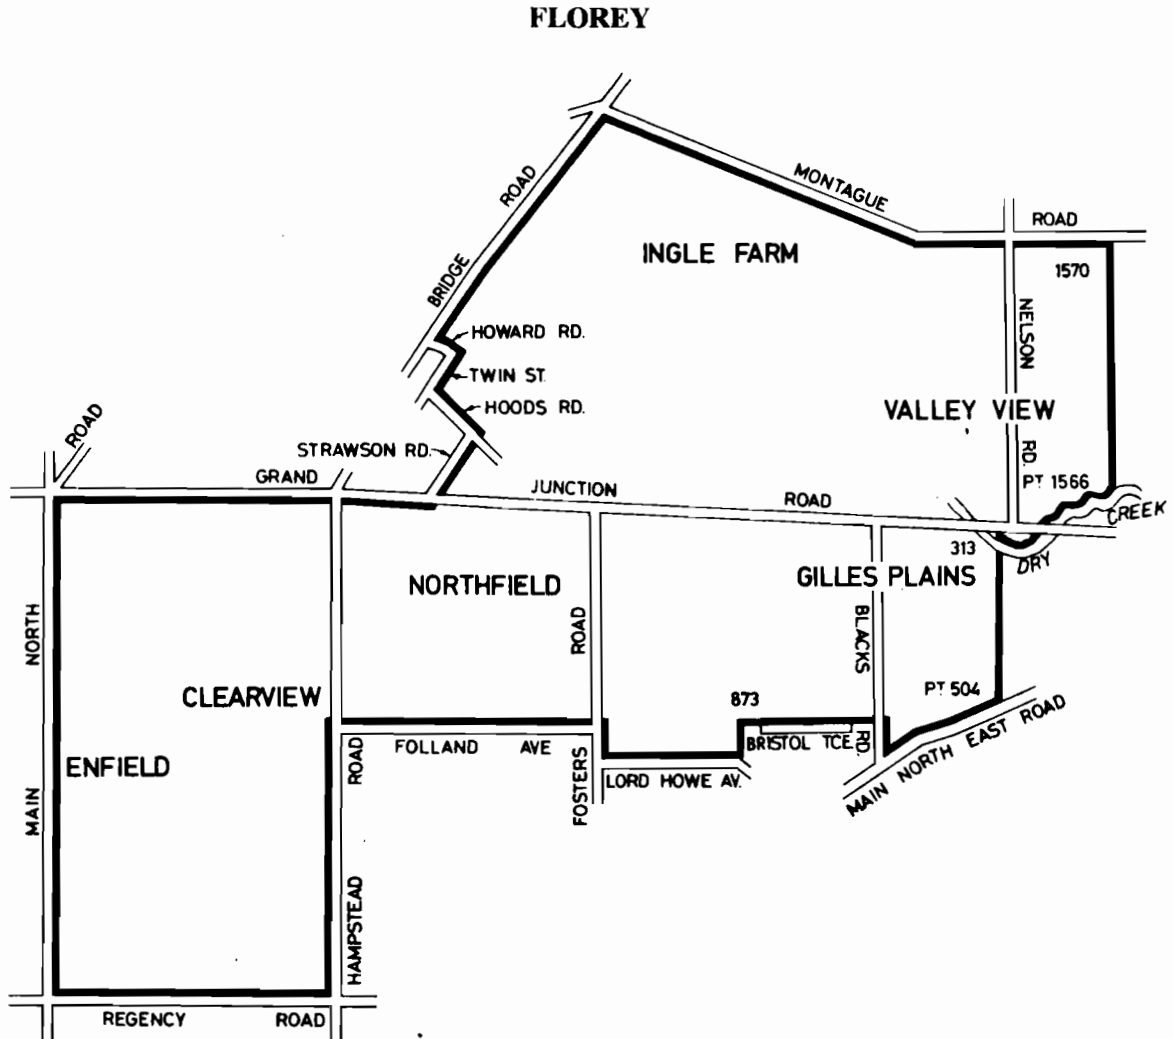 FLOREY
MONTAGUE ROAD
BRIDGE ROAD
INGLE FARM
1570
NELSON RD.
HOWARD RD.
TWIN ST.
HOODS RD.
VALLEY VIEW
STRAWSON RD.
ROAD
GRAND JUNCTION ROAD
PT 1566
DRY CREEK
313
GILLES PLAINS
NORTHFIELD
MAIN NORTH
FOSTERS ROAD
BLACKS RD.
CLEARVIEW
873
PT 504
ENFIELD
HAMPSTEAD ROAD
FOLLAND AVE
BRISTOL TCE.
LORD HOWE AV.
MAIN NORTH EAST ROAD
REGENCY ROAD